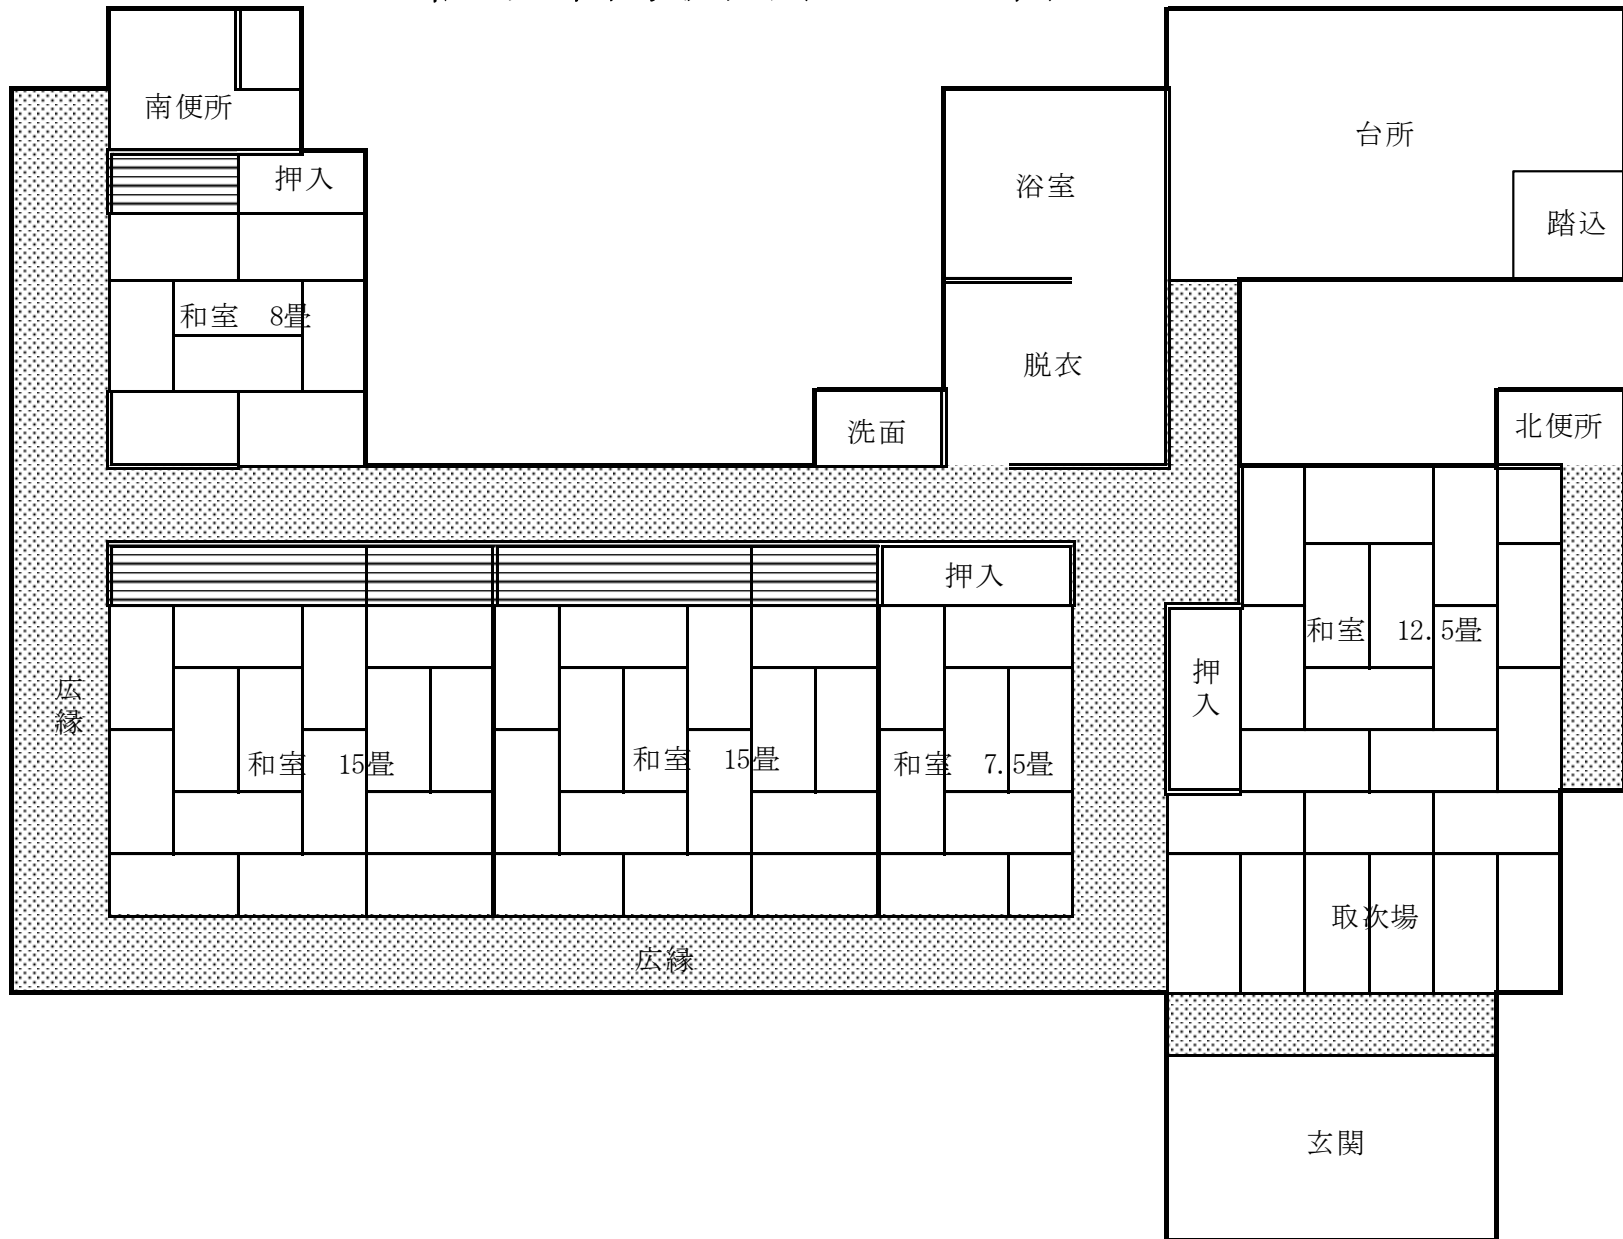 南便所
台所
押入
浴室
踏込
和室 8畳
脱衣
北便所
洗面
押入
和室 12.5畳
押入
広縁
和室 15畳
和室 15畳
和室 7.5畳
取次場
広縁
玄関